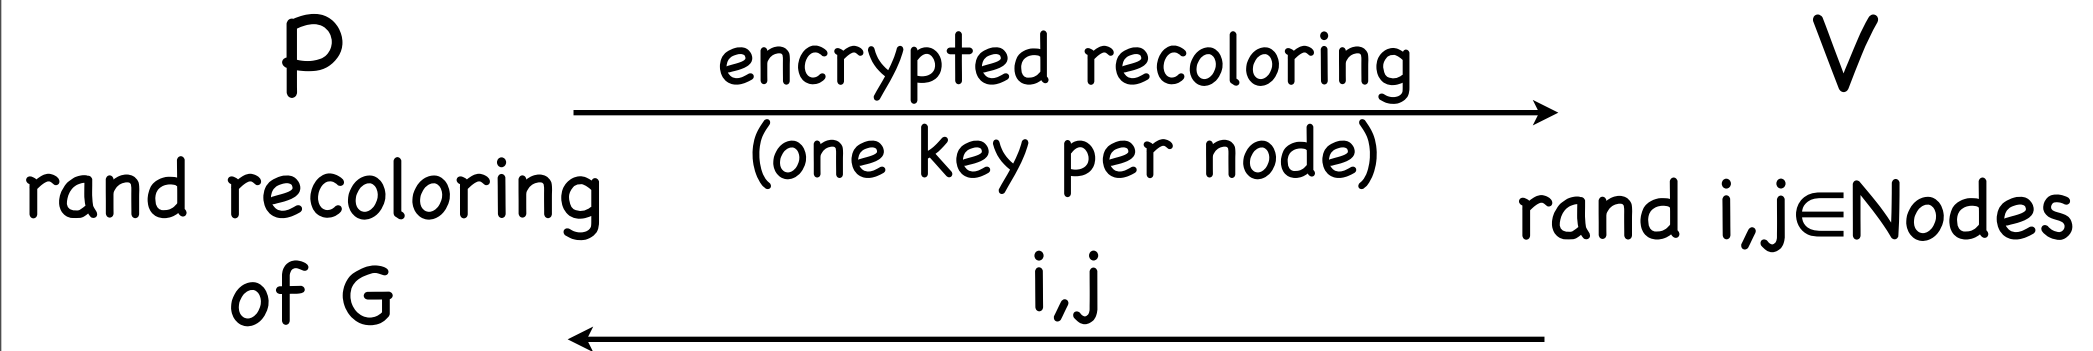 P
V
encrypted recoloring
(one key per node)
rand recoloring
of G
rand i,j∈Nodes
i,j